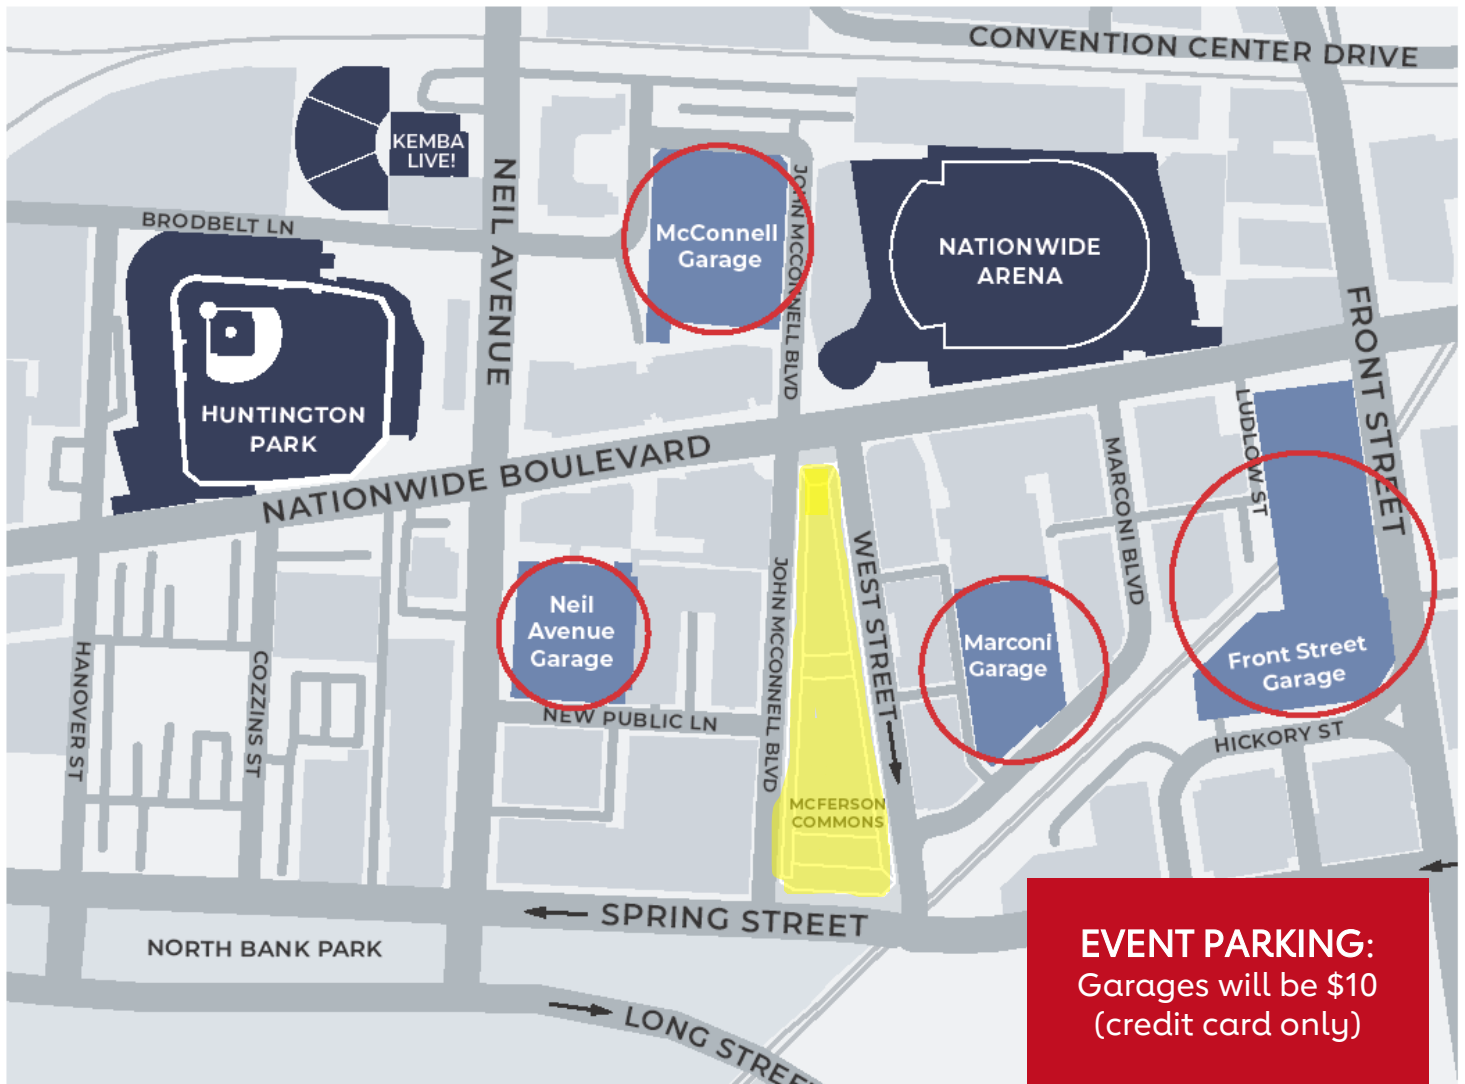 CONVENTION CENTER DRIVE
KEMBA
LIVE!
NEIL AVENUE
BRODBELT LN
McConnell
Garage
JOHN MCCONNELL BLVD
NATIONWIDE
ARENA
FRONT STREET
HUNTINGTON
PARK
NATIONWIDE BOULEVARD
LUDLOW ST
MARCONI BLVD
WEST STREET
Neil
Avenue
Garage
JOHN MCCONNELL BLVD
Marconi
Garage
Front Street
Garage
HANOVER ST
COZZINS ST
NEW PUBLIC LN
HICKORY ST
MCFERSON
COMMONS
SPRING STREET
NORTH BANK PARK
LONG STREE
EVENT PARKING:
Garages will be $10
(credit card only)